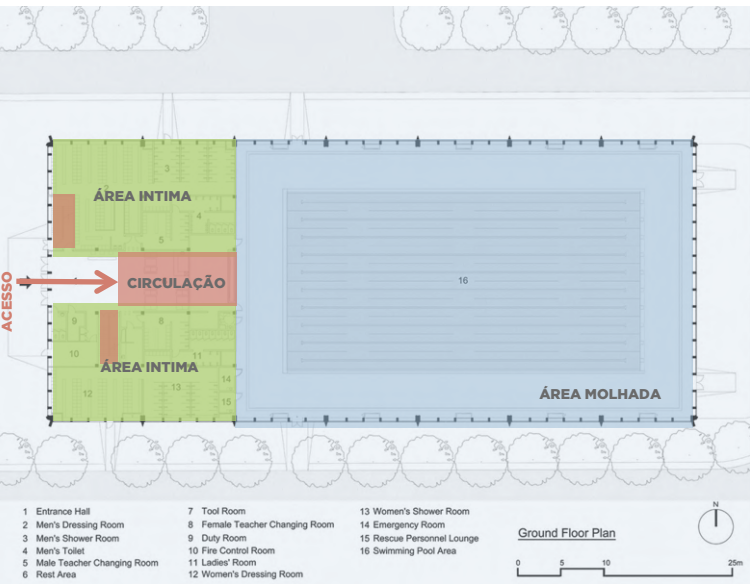 3
ÁREA INTIMA
4
5
ACESSO
CIRCULAÇÃO
16
9
8
10
11
ÁREA INTIMA
14
12
13
15
ÁREA MOLHADA
1 Entrance Hall
2 Men's Dressing Room
3 Men's Shower Room
4 Men's Toilet
5 Male Teacher Changing Room
6 Rest Area
7 Tool Room
8 Female Teacher Changing Room
9 Duty Room
10 Fire Control Room
11 Ladies' Room
12 Women's Dressing Room
13 Women's Shower Room
14 Emergency Room
15 Rescue Personnel Lounge
16 Swimming Pool Area
Ground Floor Plan
N
0 5 10 25m